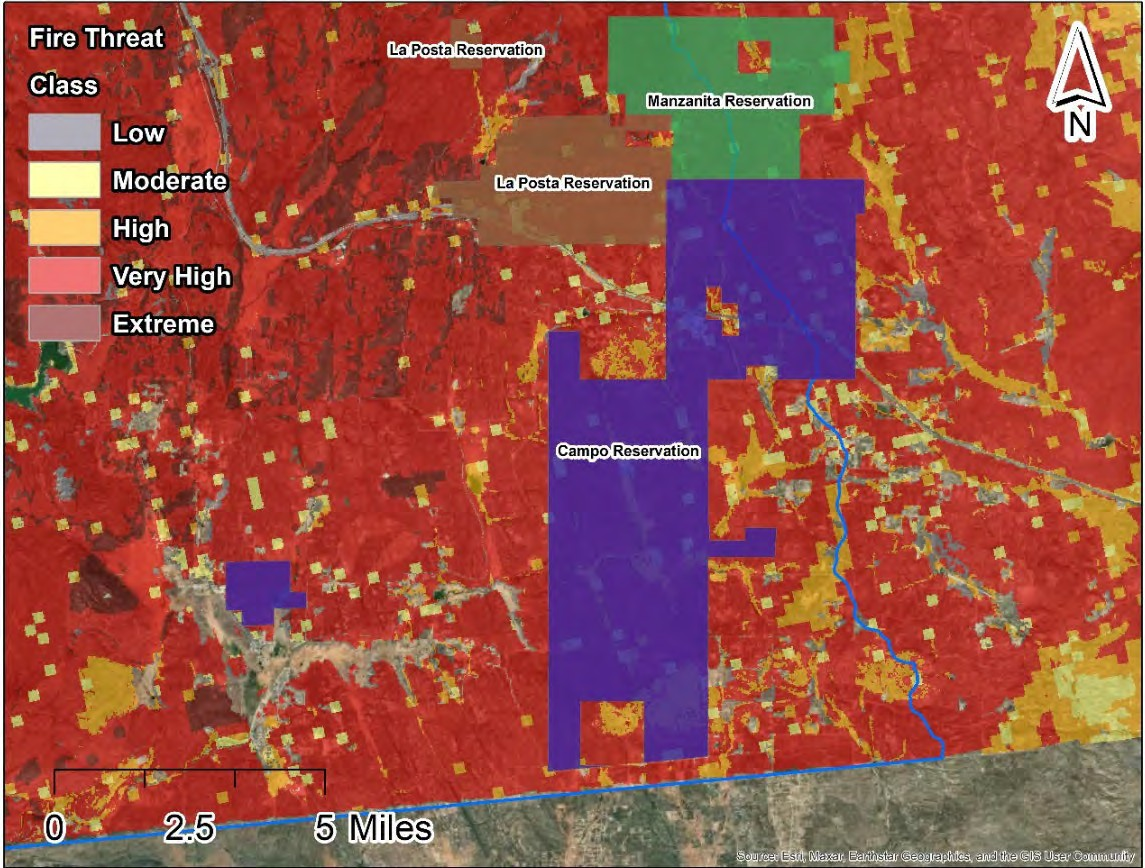 Fire Threat
Class
Low
Moderate
High
Very High
Extreme
La Posta Reservation
Manzanita Reservation
La Posta Reservation
Campo Reservation
N
0 2.5 5 Miles
Source: Esri, Maxar, Earthstar Geographics, and the GIS User Community